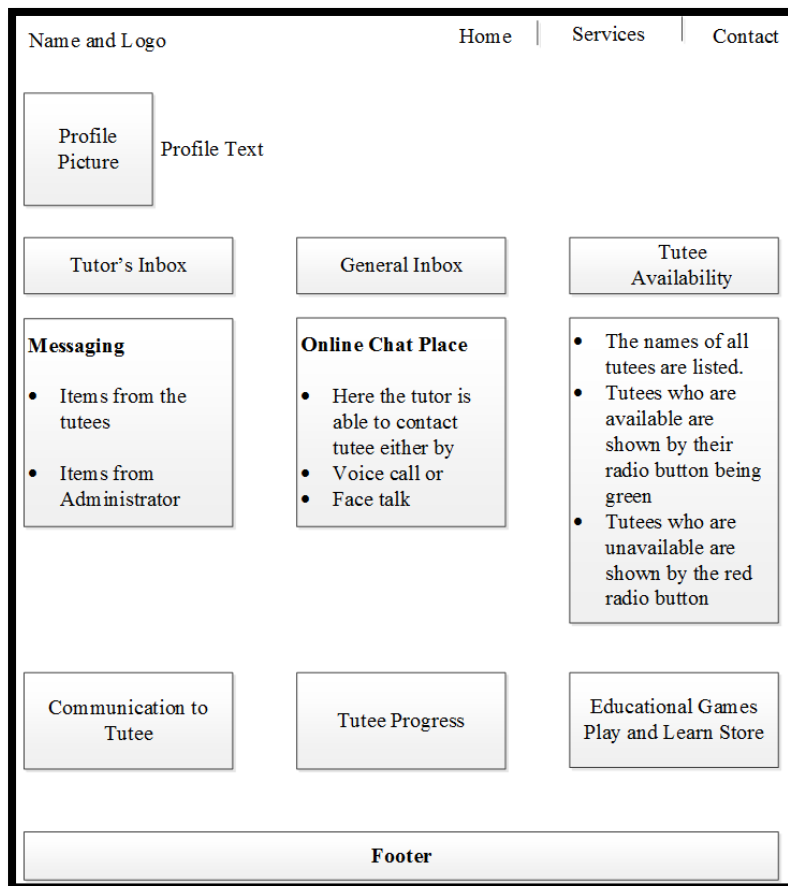 Name and Logo
Home
Services
Contact
Profile
Picture
Profile Text
Tutor's Inbox
General Inbox
Tutee
Availability
Messaging
• Items from the
tutees
• Items from
Administrator
Online Chat Place
• Here the tutor is
able to contact
tutee either by
• Voice call or
• Face talk
• The names of all
tutees are listed.
• Tutees who are
available are
shown by their
radio button being
green
• Tutees who are
unavailable are
shown by the red
radio button
Communication to
Tutee
Tutee Progress
Educational Games
Play and Learn Store
Footer